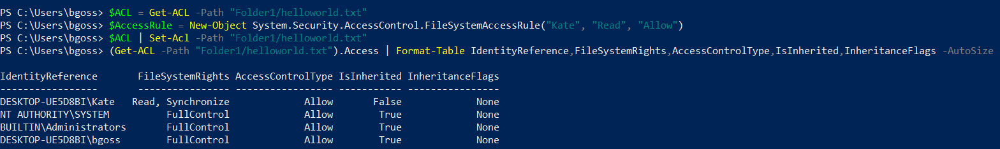 PS C:\Users\bgoss> $ACL = Get-ACL -Path "Folder1/helloworld.txt"
PS C:\Users\bgoss> $AccessRule = New-Object System.Security.AccessControl.FileSystemAccessRule("Kate", "Read", "Allow")
PS C:\Users\bgoss> $ACL | Set-Acl -Path "Folder1/helloworld.txt"
PS C:\Users\bgoss> (Get-ACL -Path "Folder1/helloworld.txt").Access | Format-Table IdentityReference,FileSystemRights,AccessControlType,IsInherited,InheritanceFlags -AutoSize
IdentityReference FileSystemRights AccessControlType IsInherited InheritanceFlags
----------------- ---------------- ----------------- ----------- ----------------
DESKTOP-UE5D8BI\Kate Read, Synchronize Allow False None
NT AUTHORITY\SYSTEM FullControl Allow True None
BUILTIN\Administrators FullControl Allow True None
DESKTOP-UE5D8BI\bgoss FullControl Allow True None